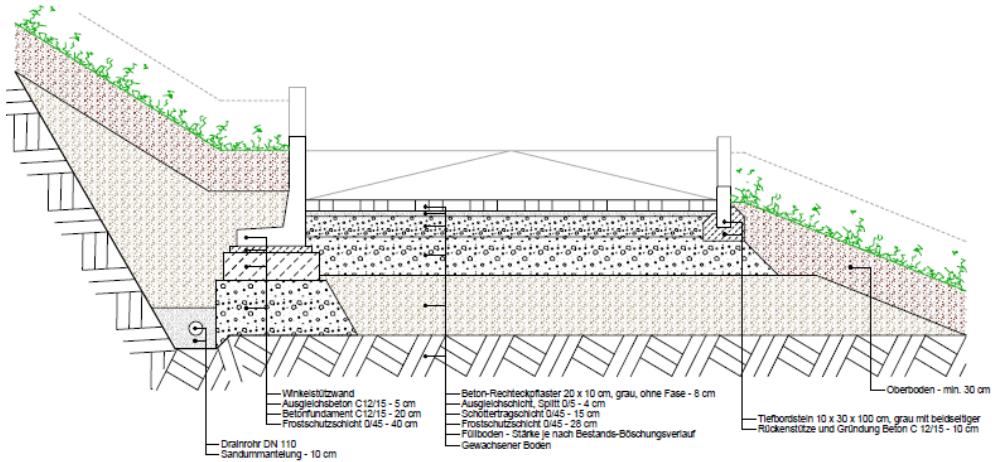 Winkelstützwand
Ausgleichsbeton C12/15 - 5 cm
Betonfundament C12/15 - 20 cm
Frostschutzschicht 0/45 - 40 cm
Drainrohr DN 110
Sandummantelung - 10 cm
Beton-Rechteckpflaster 20 x 10 cm, grau, ohne Fase - 8 cm
Ausgleichschicht, Splitt 0/5 - 4 cm
Schottertragschicht 0/45 - 15 cm
Frostschutzschicht 0/45 - 28 cm
Füllboden - Stärke je nach Bestands-Böschungsverlauf
Gewachsener Boden
Oberboden - min. 30 cm
Tiefbordstein 10 x 30 x 100 cm, grau mit beidseitiger
Rückenstütze und Gründung Beton C 12/15 - 10 cm